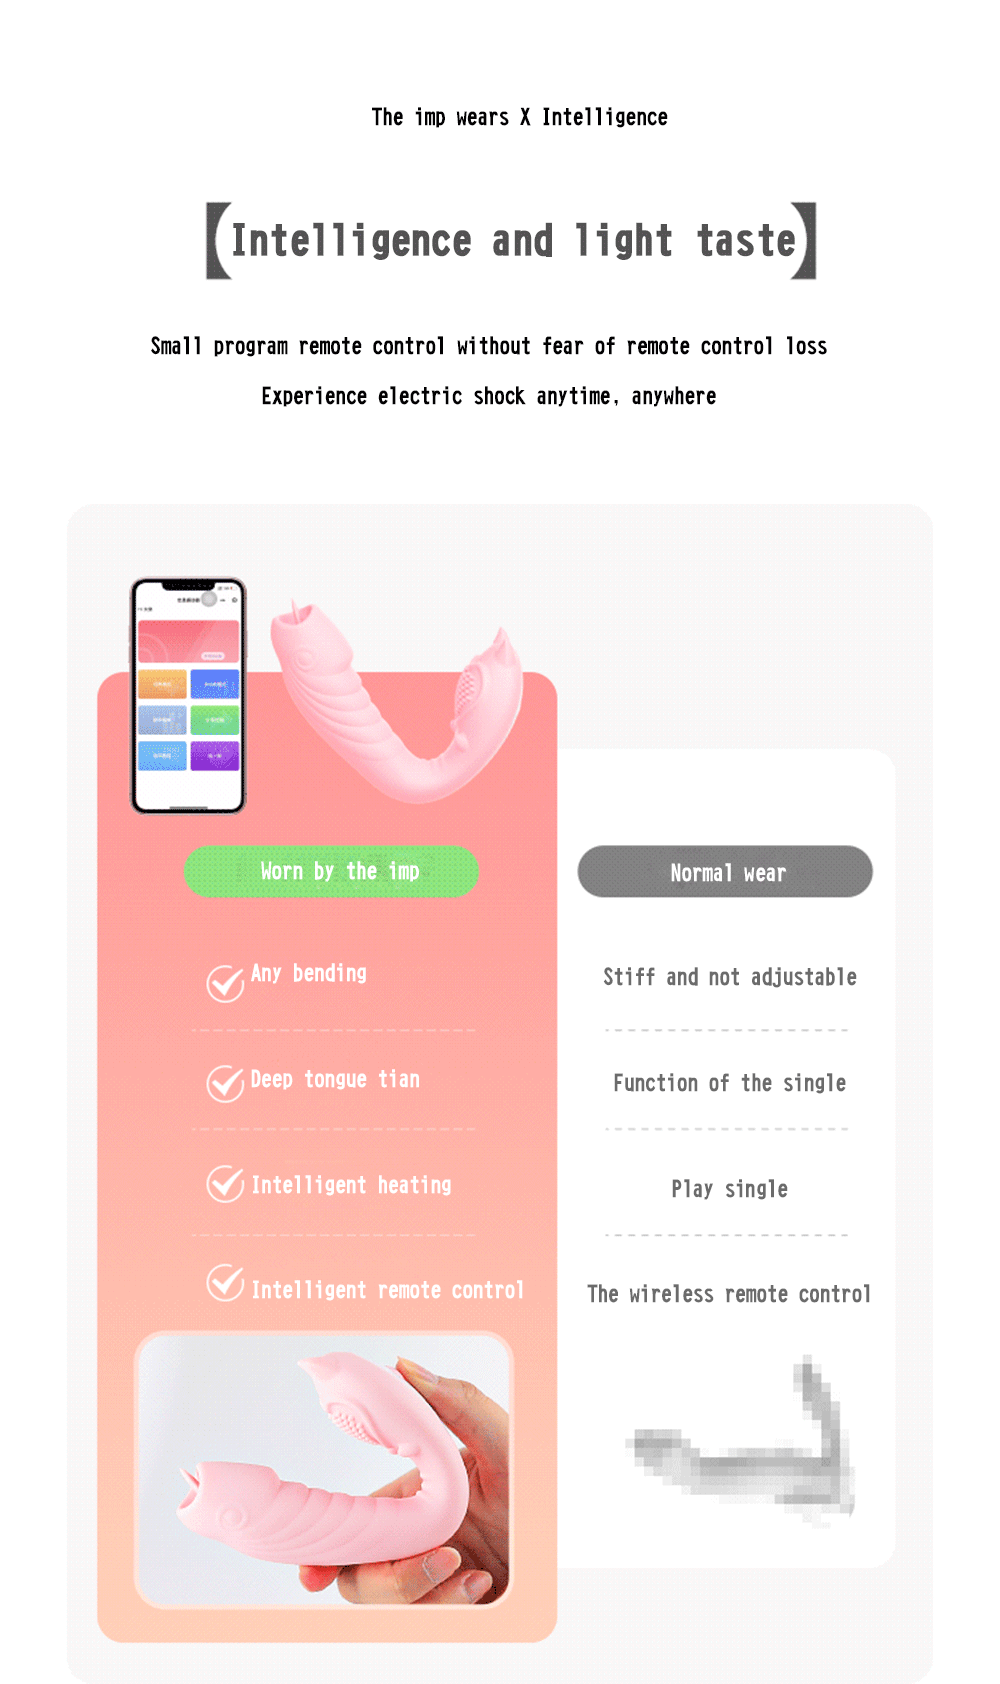 The imp wears X Intelligence
【Intelligence and light taste】
Small program remote control without fear of remote control loss
Experience electric shock anytime, anywhere
Worn by the imp
Normal wear
Any bending
Stiff and not adjustable
Deep tongue tian
Function of the single
Intelligent heating
Play single
Intelligent remote control
The wireless remote control